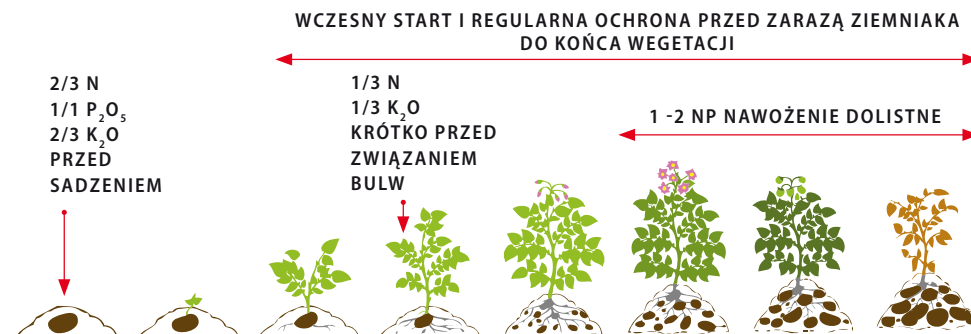 WCZESNY START I REGULARNA OCHRONA PRZED ZARAZĄ ZIEMNIAKA
DO KOŃCA WEGETACJI
2/3 N
1/1 P₂O₅
2/3 K₂O
PRZED
SADZENIEM
1/3 N
1/3 K₂O
KRÓTKO PRZED
ZWIĄZANIEM
BULW
1 -2 NP NAWOŻENIE DOLISTNE